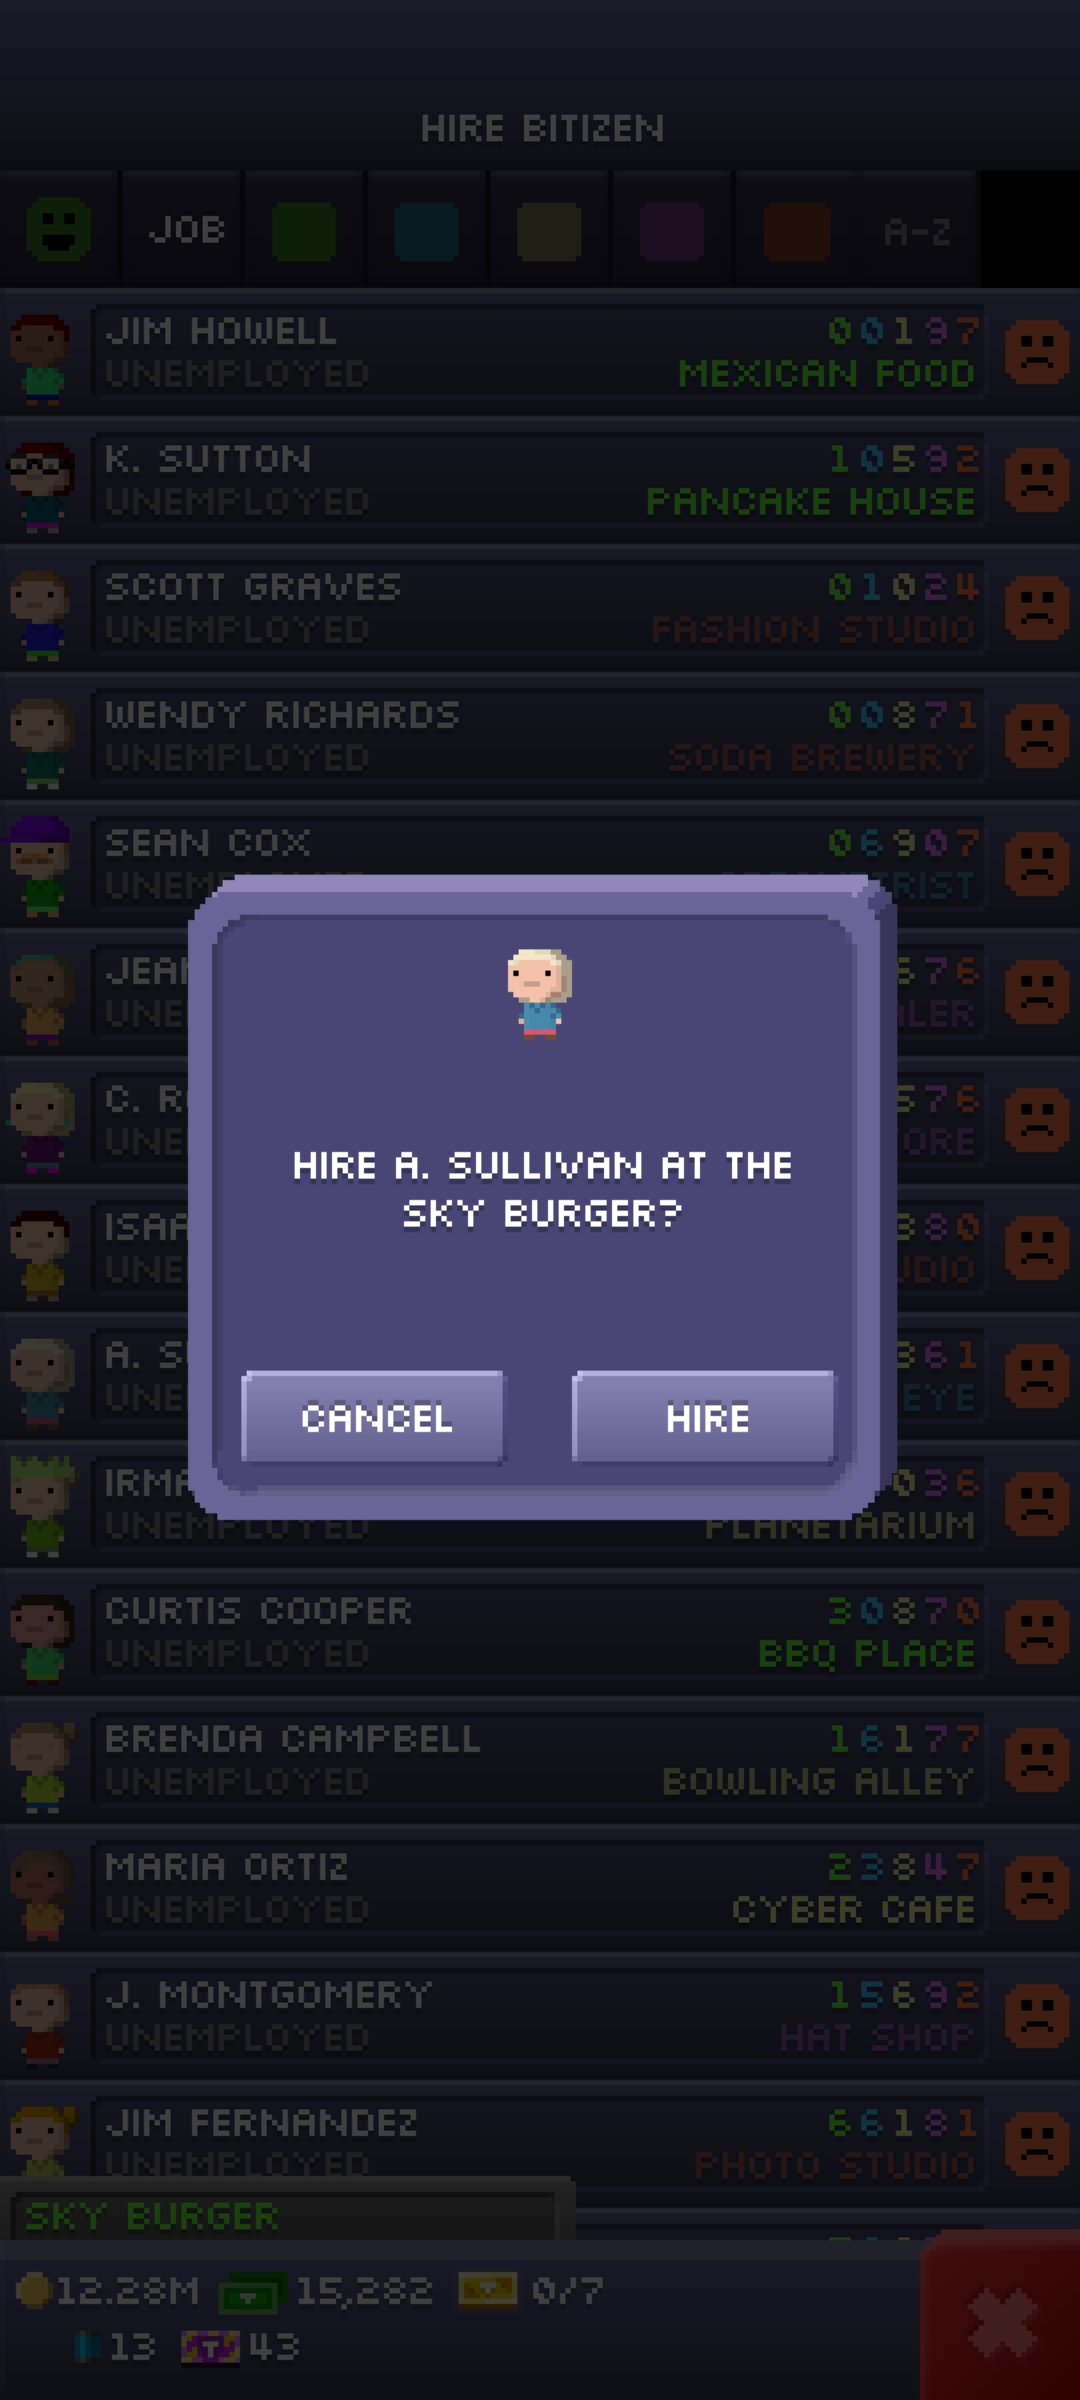 HIRE BITIZEN
JOB
A-Z
JIM HOWELL 00197
UNEMPLOYED MEXICAN FOOD
K. SUTTON 10592
UNEMPLOYED PANCAKE HOUSE
SCOTT GRAVES 01024
UNEMPLOYED FASHION STUDIO
WENDY RICHARDS 00871
UNEMPLOYED SODA BREWERY
SEAN COX 06907
HIRE A. SULLIVAN AT THE
SKY BURGER?
CANCEL HIRE
UNEMPLOYED PLANETARIUM
CURTIS COOPER 30870
UNEMPLOYED BBQ PLACE
BRENDA CAMPBELL 16177
UNEMPLOYED BOWLING ALLEY
MARIA ORTIZ 23847
UNEMPLOYED CYBER CAFE
J. MONTGOMERY 15692
UNEMPLOYED HAT SHOP
JIM FERNANDEZ 66181
UNEMPLOYED PHOTO STUDIO
SKY BURGER
12.28M 15,282 0/7
13 43